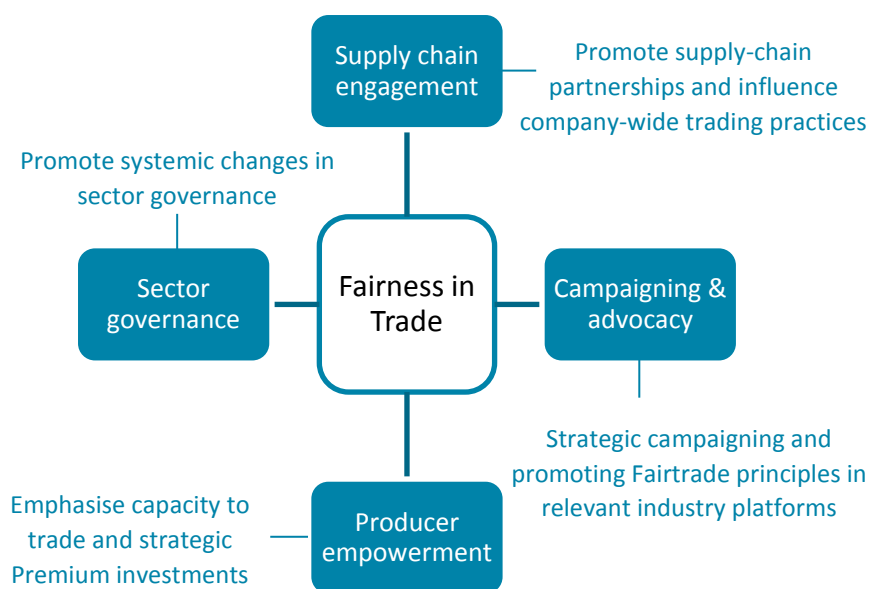 Supply chain
engagement
Promote supply-chain
partnerships and influence
company-wide trading practices
Promote systemic changes in
sector governance
Sector
governance
Fairness in
Trade
Campaigning &
advocacy
Strategic campaigning and
promoting Fairtrade principles in
relevant industry platforms
Emphasise capacity to
trade and strategic
Premium investments
Producer
empowerment